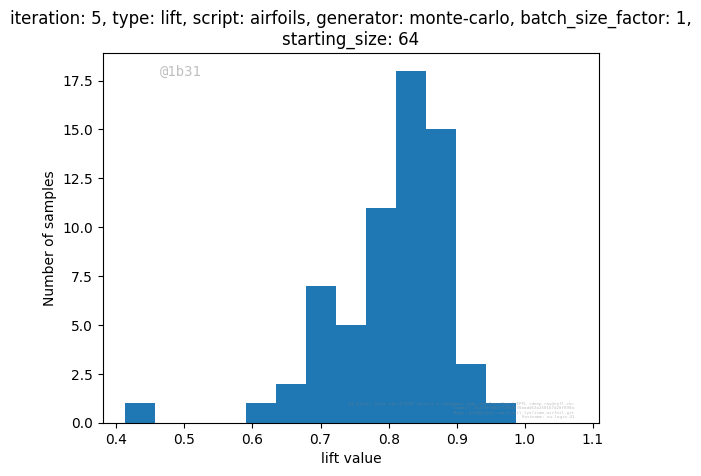 iteration: 5, type: lift, script: airfoils, generator: monte-carlo, batch_size_factor: 1,
starting_size: 64
@1b31
17.5
15.0
12.5
10.0
7.5
5.0
2.5
0.0
Number of samples
0.4 0.5 0.6 0.7 0.8 0.9 1.0 1.1
lift value